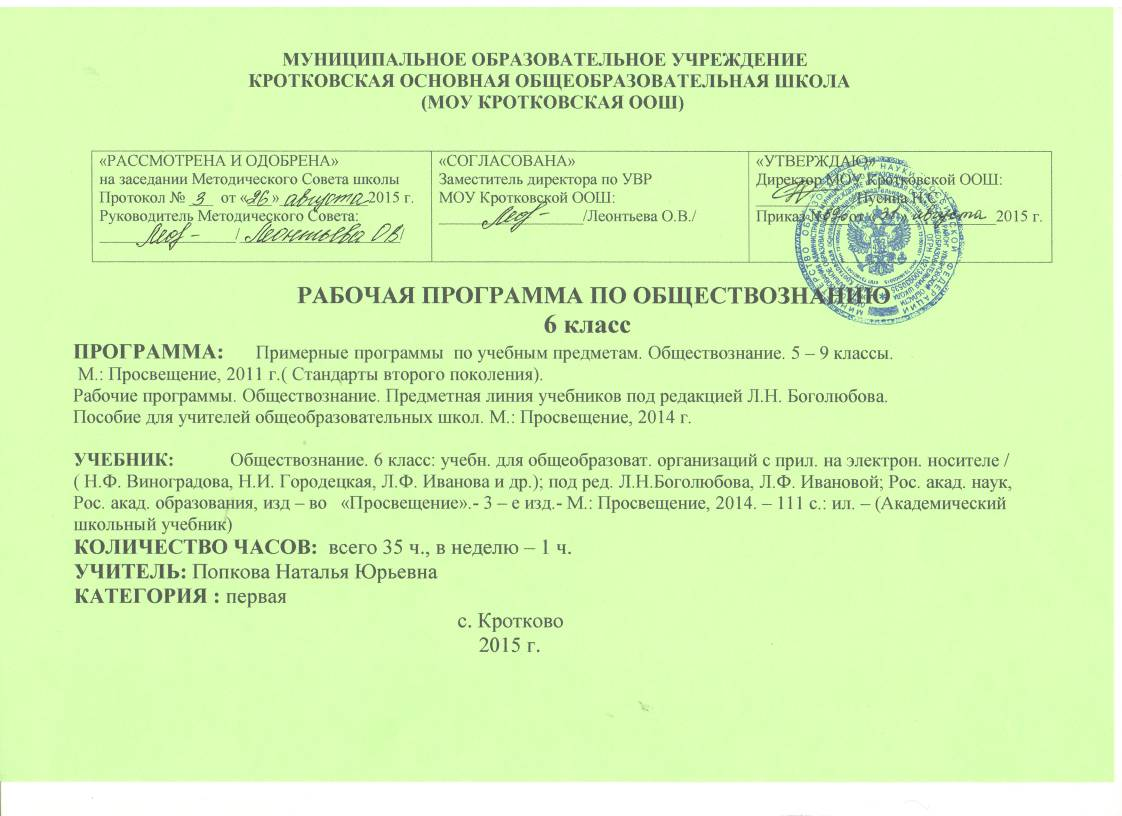 МУНИЦИПАЛЬНОЕ ОБРАЗОВАТЕЛЬНОЕ УЧРЕЖДЕНИЕ
КРОТКОВСКАЯ ОСНОВНАЯ ОБЩЕОБРАЗОВАТЕЛЬНАЯ ШКОЛА
(МОУ КРОТКОВСКАЯ ООШ)
«РАССМОТРЕНА И ОДОБРЕНА»
на заседании Методического Совета школы
Протокол № 3 от «26» августа 2015 г.
Руководитель Методического Совета:
/ Леонтьева О В/
«СОГЛАСОВАНА»
Заместитель директора по УВР
МОУ Кротковской ООШ:
/Леонтьева О.В./
«УТВЕРЖДАЮ»
Директор МОУ Кротковской ООШ:
Приказ № от « » августа 2015 г.
РАБОЧАЯ ПРОГРАММА ПО ОБЩЕСТВОЗНАНИЮ
6 класс
ПРОГРАММА: Примерные программы по учебным предметам. Обществознание. 5 – 9 классы.
М.: Просвещение, 2011 г.( Стандарты второго поколения).
Рабочие программы. Обществознание. Предметная линия учебников под редакцией Л.Н. Боголюбова.
Пособие для учителей общеобразовательных школ. М.: Просвещение, 2014 г.
УЧЕБНИК: Обществознание. 6 класс: учебн. для общеобразоват. организаций с прил. на электрон. носителе /
( Н.Ф. Виноградова, Н.И. Городецкая, Л.Ф. Иванова и др.); под ред. Л.Н.Боголюбова, Л.Ф. Ивановой; Рос. акад. наук,
Рос. акад. образования, изд – во «Просвещение».- 3 – е изд.- М.: Просвещение, 2014. – 111 с.: ил. – (Академический
школьный учебник)
КОЛИЧЕСТВО ЧАСОВ: всего 35 ч., в неделю – 1 ч.
УЧИТЕЛЬ: Попкова Наталья Юрьевна
КАТЕГОРИЯ : первая
с. Кротково
2015 г.